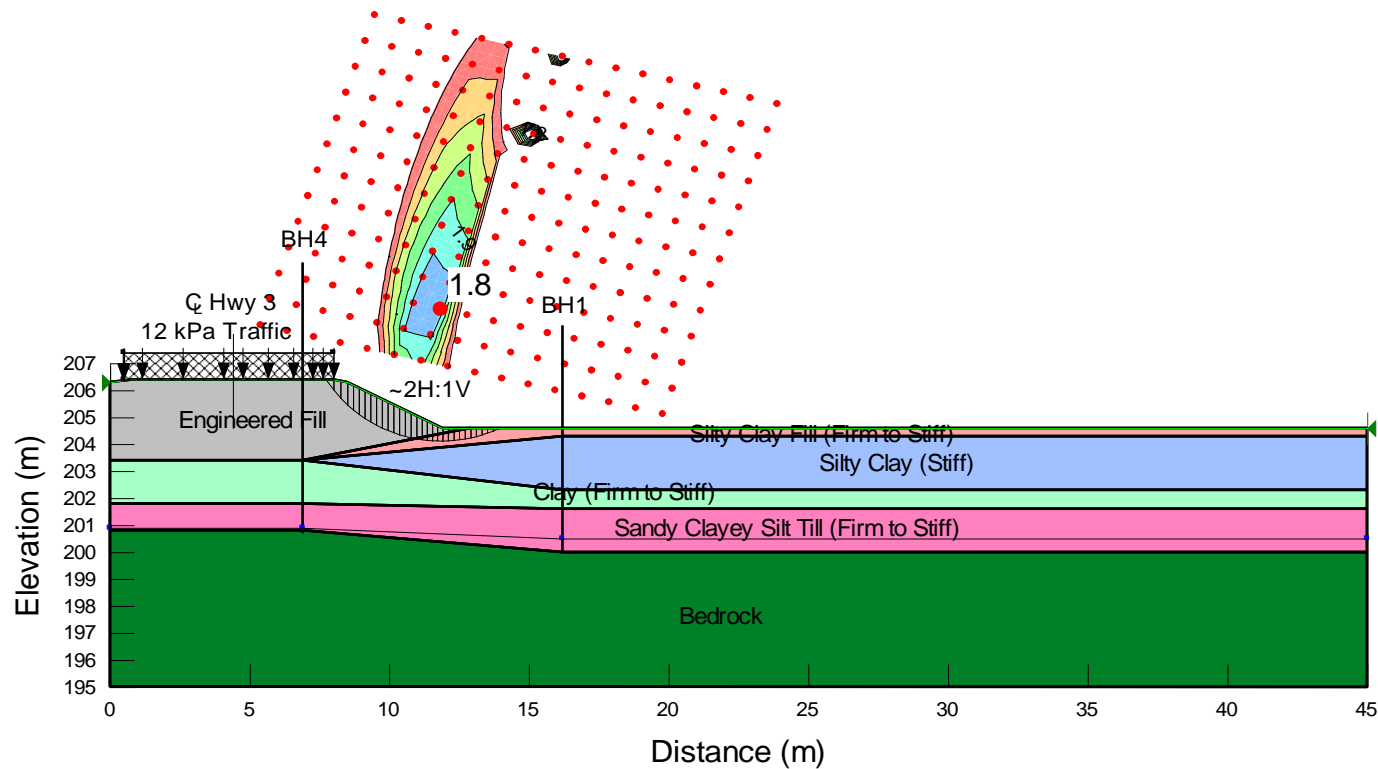 BH4
1.9
1.8
℄ Hwy 3
BH1
12 kPa Traffic
~2H:1V
Engineered Fill
Silty Clay Fill (Firm to Stiff)
Silty Clay (Stiff)
Clay (Firm to Stiff)
Sandy Clayey Silt Till (Firm to Stiff)
Bedrock
Elevation (m)
207
206
205
204
203
202
201
200
199
198
197
196
195
0 5 10 15 20 25 30 35 40 45
Distance (m)